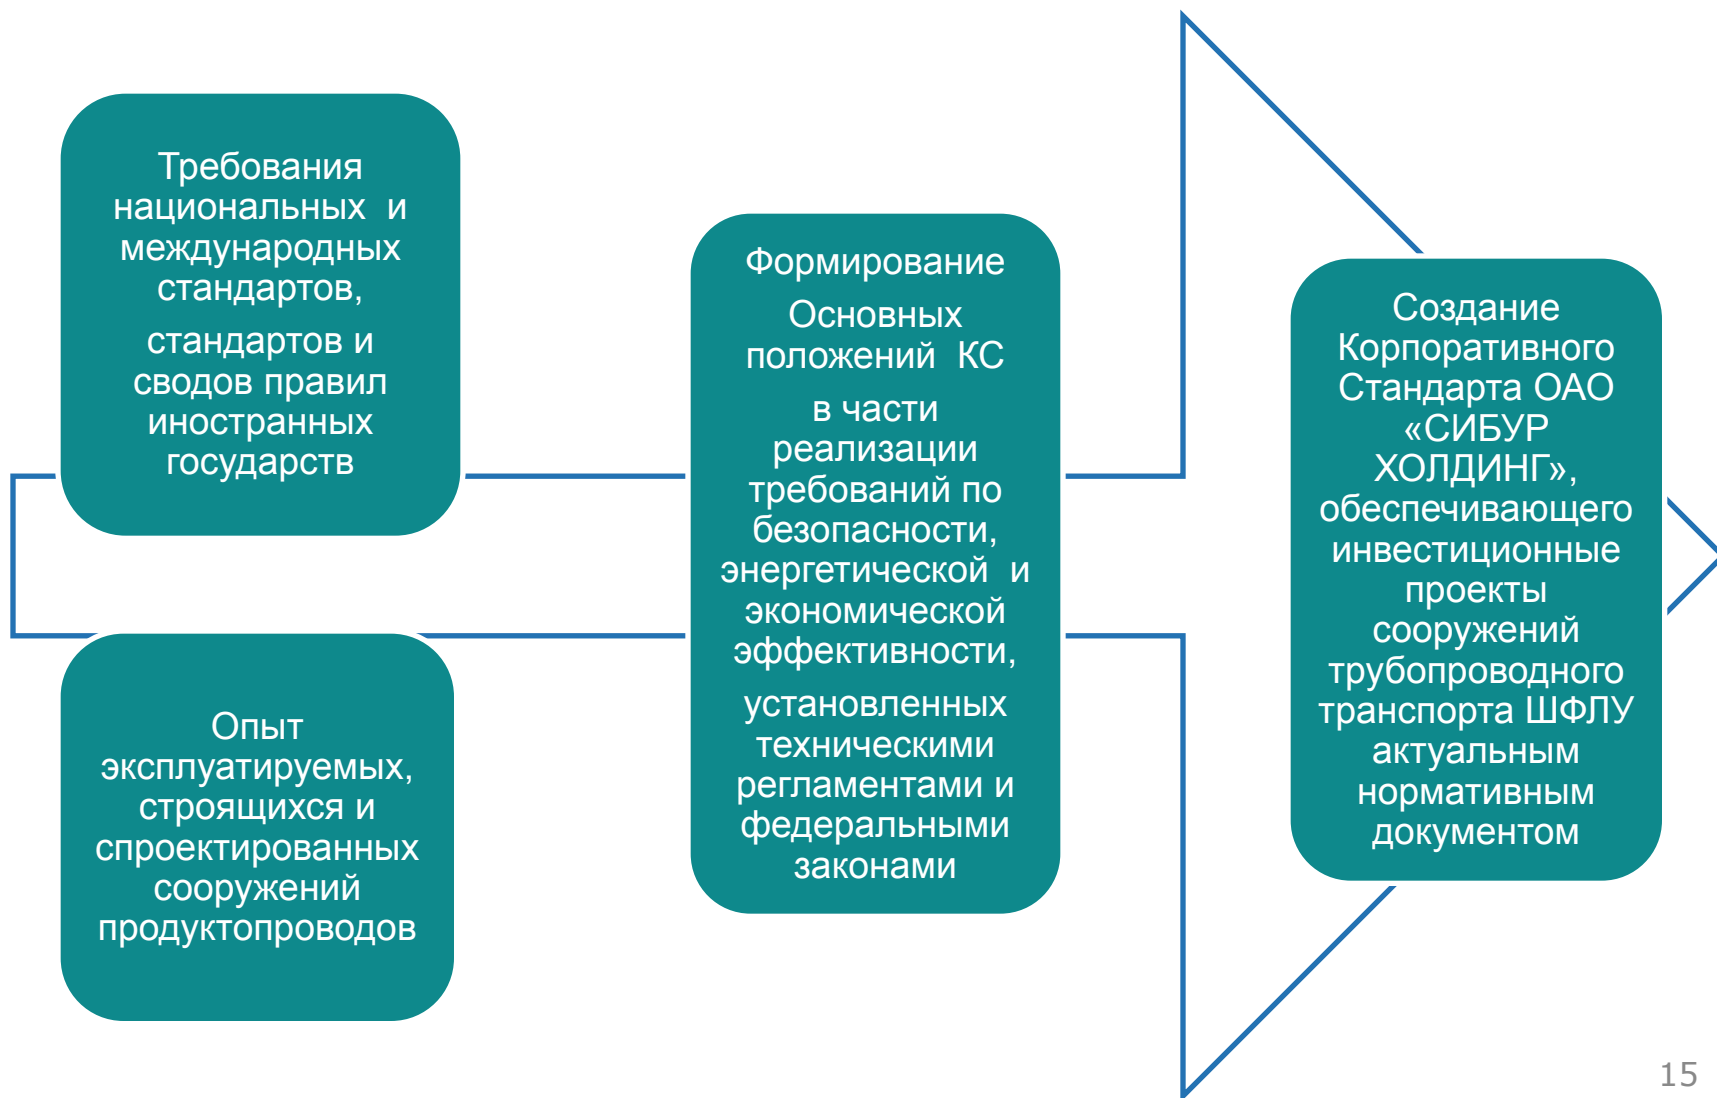 Требования
национальных и
международных
стандартов,
стандартов и
сводов правил
иностранных
государств
Опыт
эксплуатируемых,
строящихся и
спроектированных
сооружений
продуктопроводов
Формирование
Основных
положений КС
в части
реализации
требований по
безопасности,
энергетической и
экономической
эффективности,
установленных
техническими
регламентами и
федеральными
законами
Создание
Корпоративного
Стандарта ОАО
«СИБУР
ХОЛДИНГ»,
обеспечивающего
инвестиционные
проекты
сооружений
трубопроводного
транспорта ШФЛУ
актуальным
нормативным
документом
15